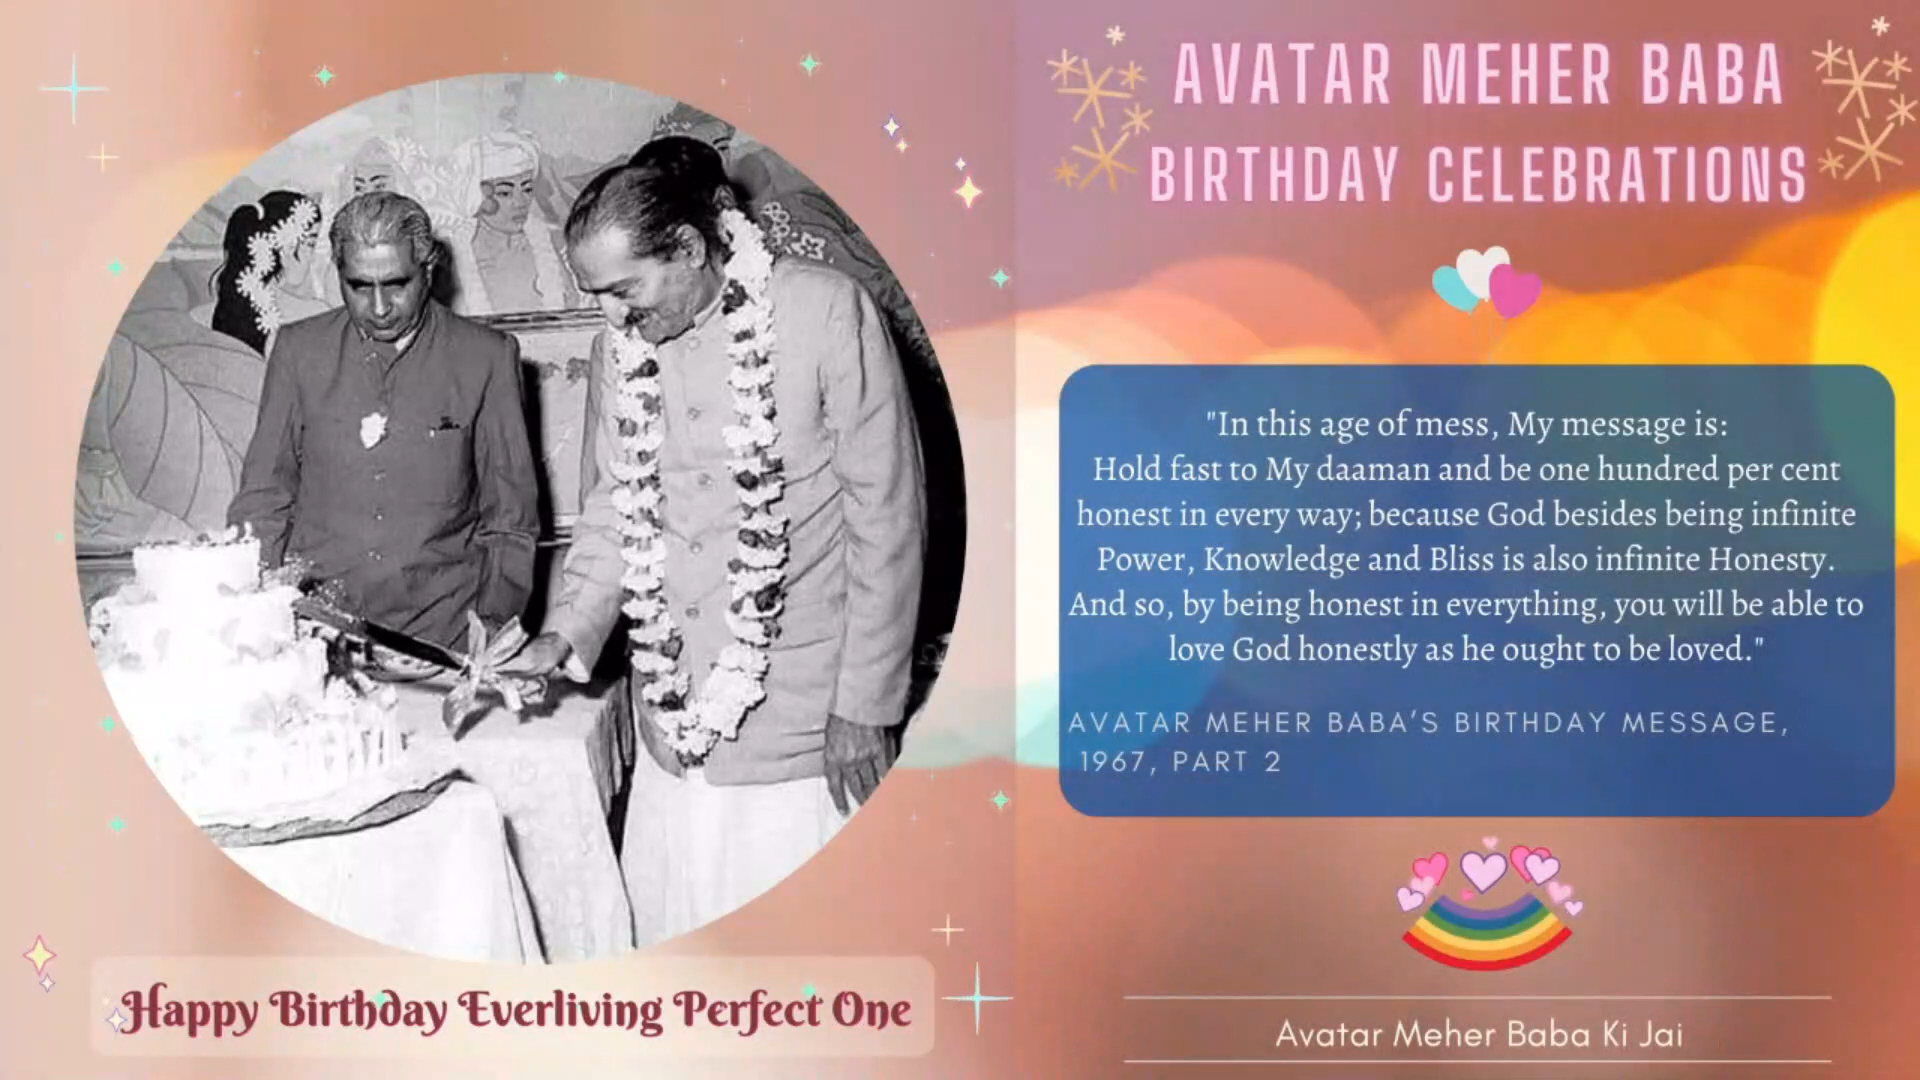 AVATAR MEHER BABA
BIRTHDAY CELEBRATIONS
"In this age of mess, My message is:
Hold fast to My daaman and be one hundred per cent
honest in every way; because God besides being infinite
Power, Knowledge and Bliss is also infinite Honesty.
And so, by being honest in everything, you will be able to
love God honestly as he ought to be loved."
AVATAR MEHER BABA'S BIRTHDAY MESSAGE,
1967, PART 2
Happy Birthday Everliving Perfect One
Avatar Meher Baba Ki Jai